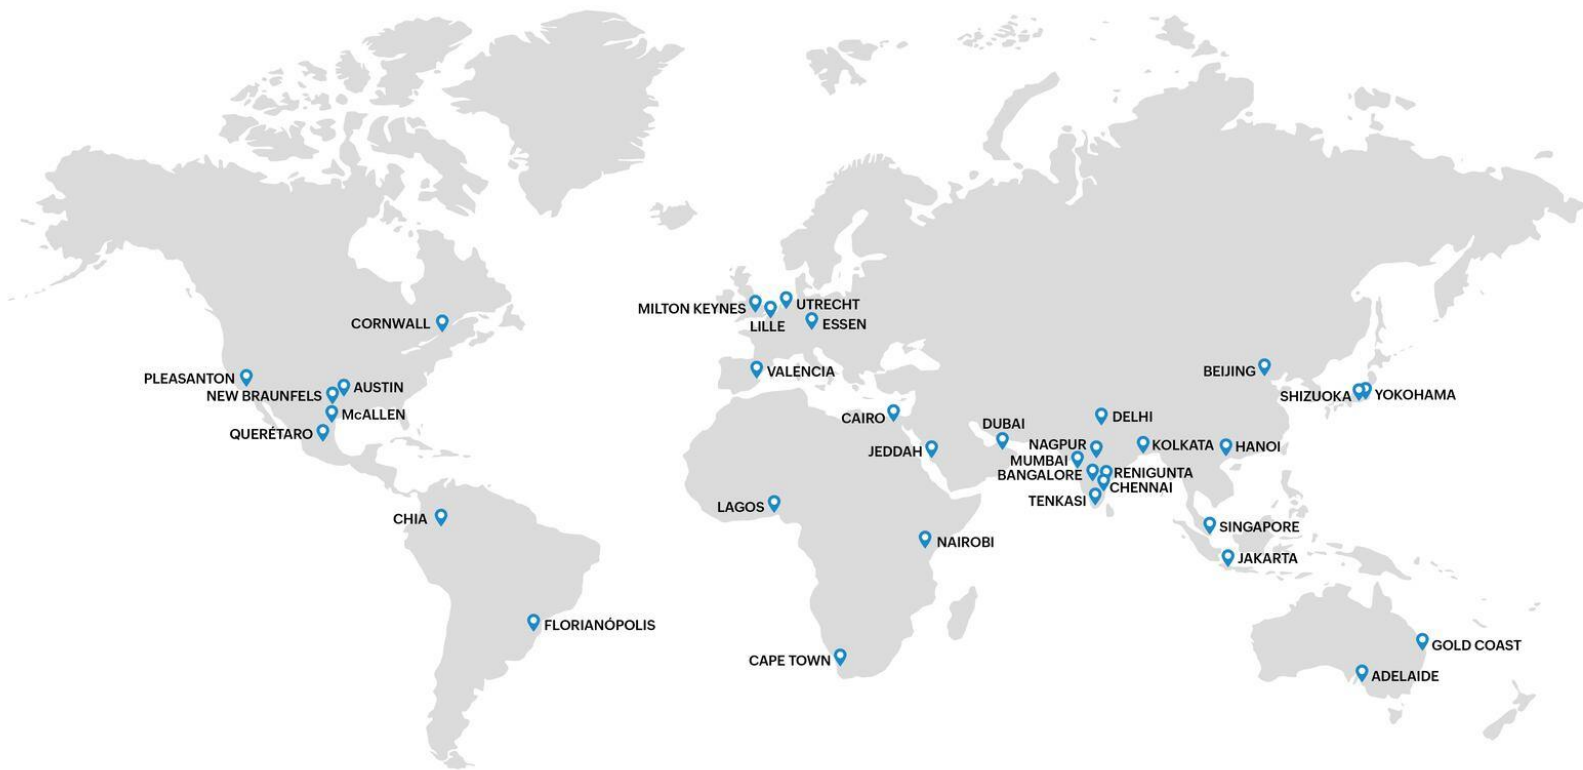 CORNWALL
PLEASANTON
AUSTIN
NEW BRAUNFELS
McALLEN
QUERÉTARO
CHIA
FLORIANÓPOLIS
MILTON KEYNES
UTRECHT
LILLE
ESSEN
VALENCIA
CAIRO
JEDDAH
DUBAI
LAGOS
NAIROBI
CAPE TOWN
DELHI
NAGPUR
KOLKATA
MUMBAI
BANGALORE
RENIGUNTA
CHENNAI
TENKASI
BEIJING
SHIZUOKA
YOKOHAMA
HANOI
SINGAPORE
JAKARTA
GOLD COAST
ADELAIDE